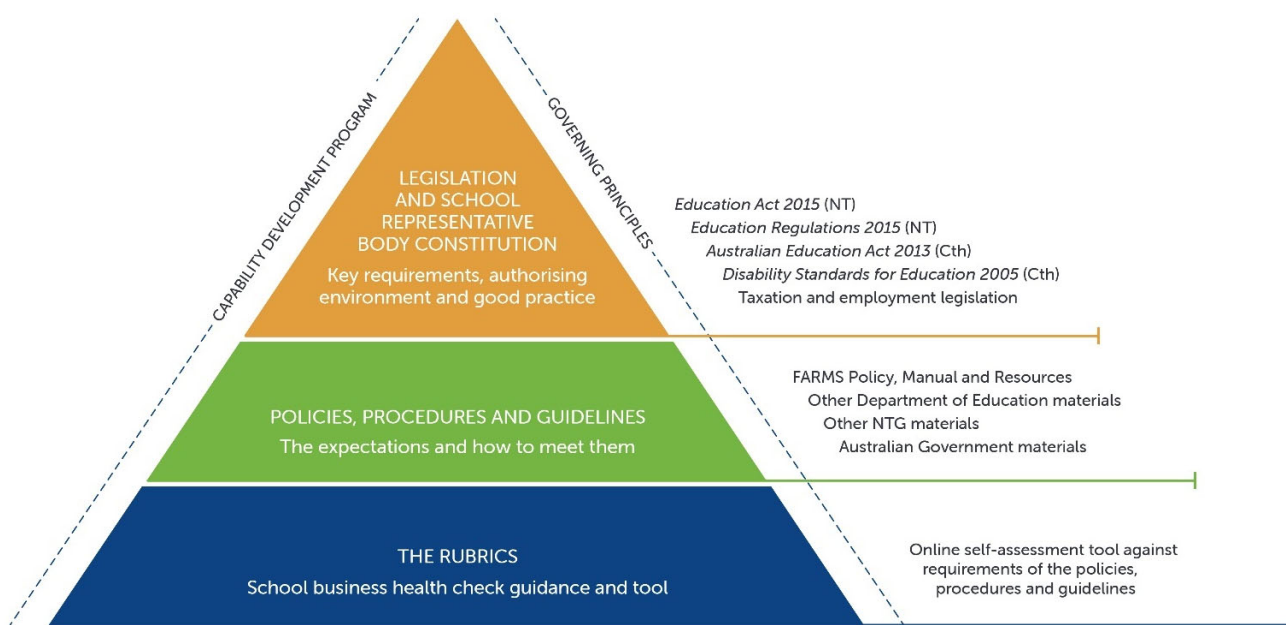 CAPABILITY DEVELOPMENT PROGRAM
GOVERNING PRINCIPLES
LEGISLATION
AND SCHOOL
REPRESENTATIVE
BODY CONSTITUTION
Key requirements, authorising
environment and good practice
Education Act 2015 (NT)
Education Regulations 2015 (NT)
Australian Education Act 2013 (Cth)
Disability Standards for Education 2005 (Cth)
Taxation and employment legislation
POLICIES, PROCEDURES AND GUIDELINES
The expectations and how to meet them
FARMS Policy, Manual and Resources
Other Department of Education materials
Other NTG materials
Australian Government materials
THE RUBRICS
School business health check guidance and tool
Online self-assessment tool against
requirements of the policies,
procedures and guidelines